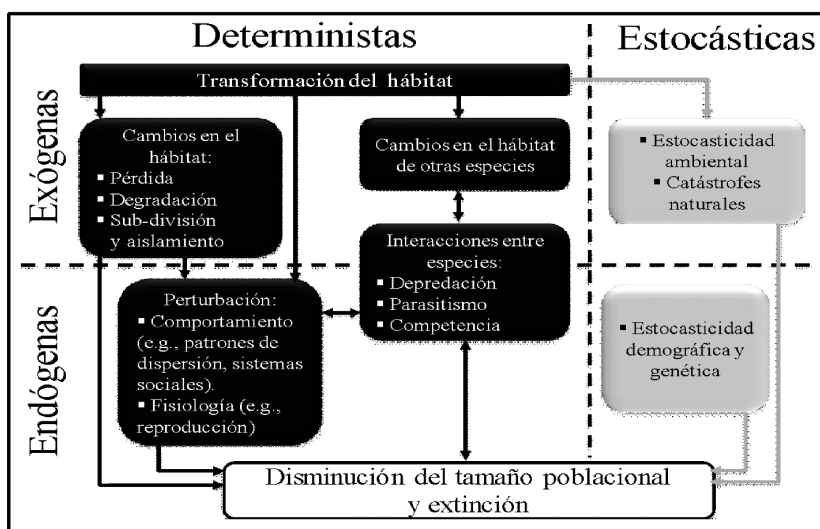 Deterministas
Estocásticas
Exógenas
Endógenas
Transformación del hábitat
Cambios en el
hábitat:
▪ Pérdida
▪ Degradación
▪ Sub-división
y aislamiento
Cambios en el hábitat
de otras especies
▪ Estocasticidad
ambiental
▪ Catástrofes
naturales
Interacciones entre
especies:
▪ Depredación
▪ Parasitismo
▪ Competencia
Perturbación:
▪ Comportamiento
(e.g., patrones de
dispersión, sistemas
sociales).
▪ Fisiología (e.g.,
reproducción)
▪ Estocasticidad
demográfica y
genética
Disminución del tamaño poblacional
y extinción